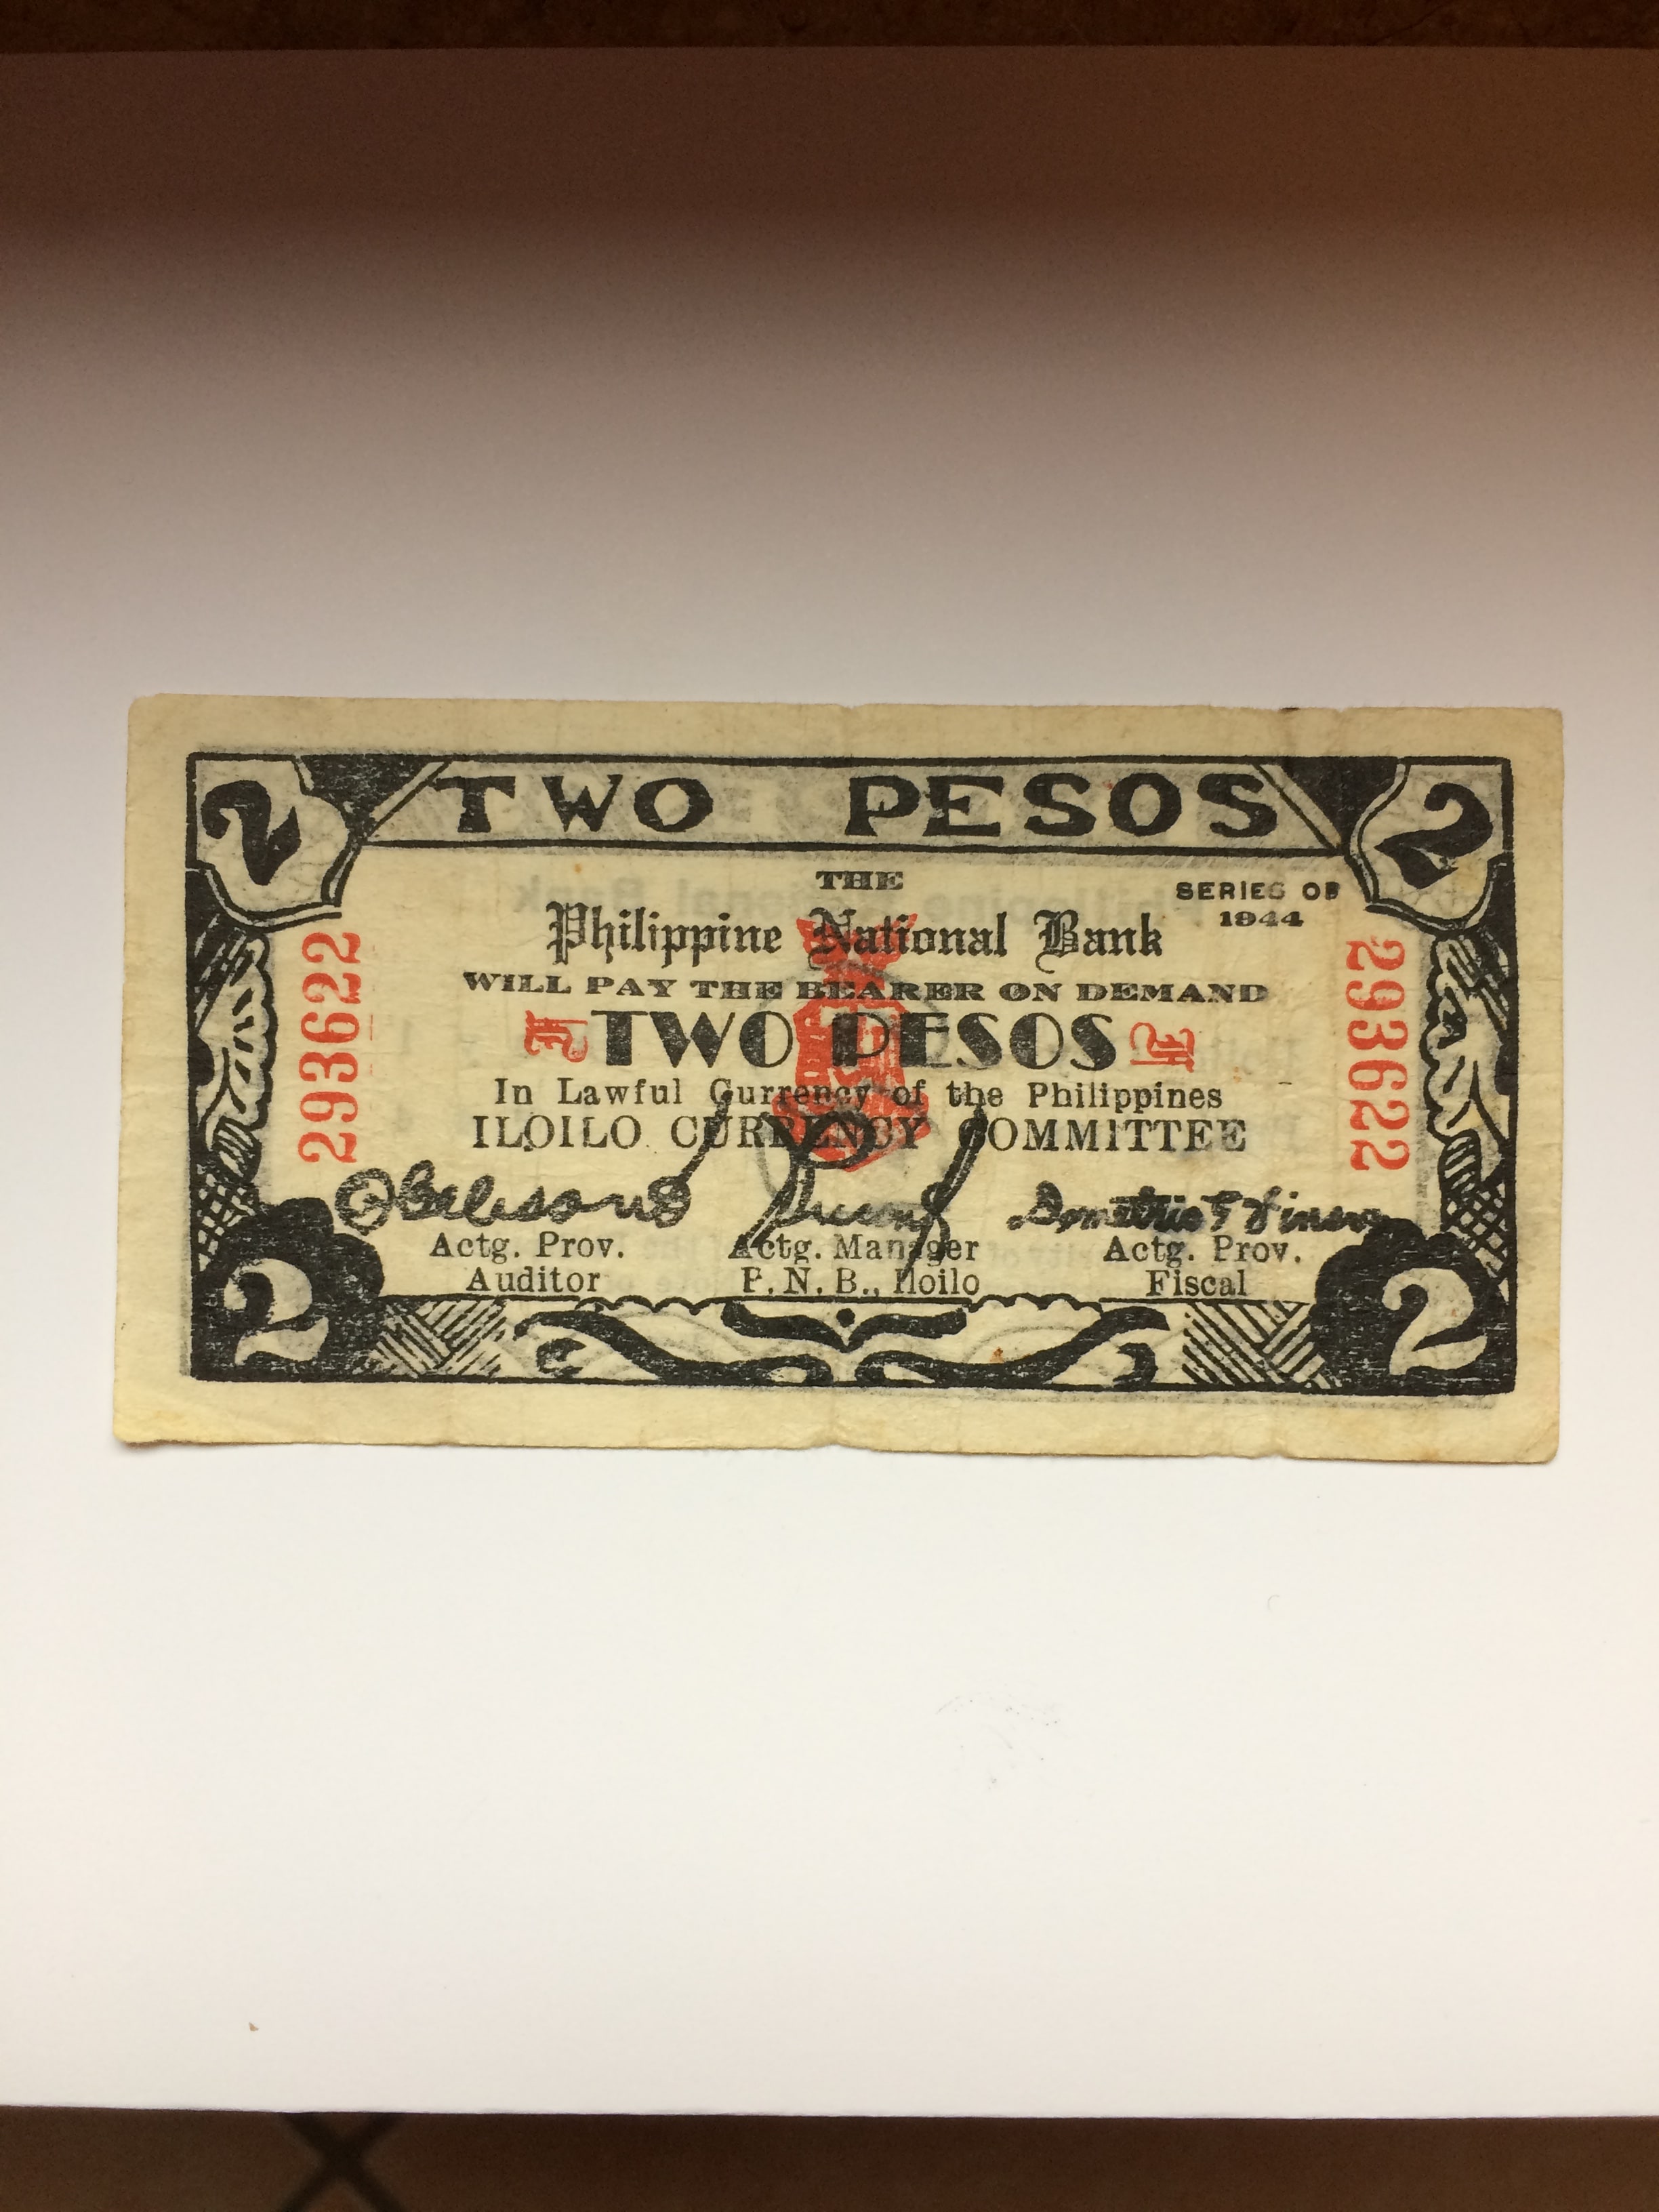 2 TWO PESOS 2
THE
SERIES OF
1944
Philippine National Bank
WILL PAY THE BEARER ON DEMAND
F TWO PESOS F
293622
293622
In Lawful Currency of the Philippines
ILOILO CURRENCY COMMITTEE
Actg. Prov.
Auditor
Actg. Manager
P. N. B., Iloilo
Actg. Prov.
Fiscal
2 2